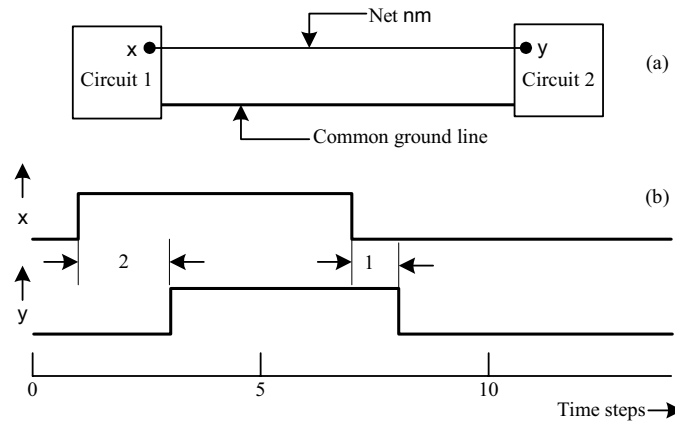 Net nm
x
y
Circuit 1
Circuit 2
(a)
Common ground line
(b)
x
2
1
y
0
5
10
Time steps